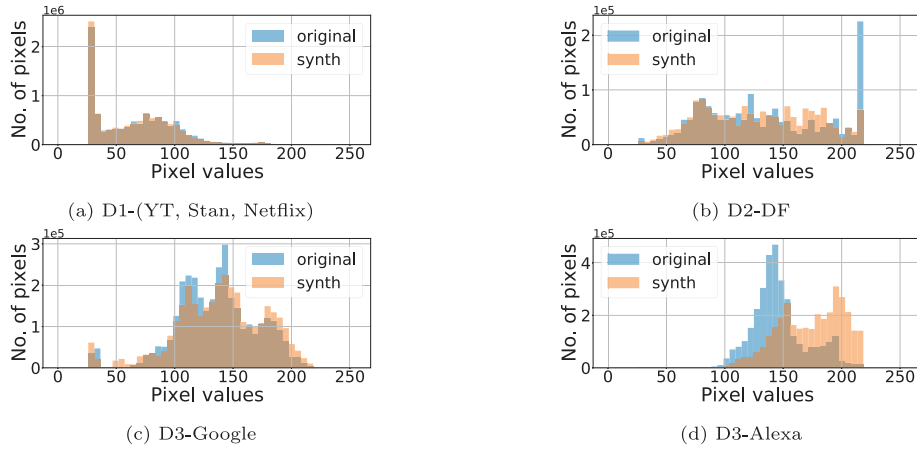 1e6
No. of pixels
2
1
0
original
synth
0 50 100 150 200 250
Pixel values
(a) D1-(YT, Stan, Netflix)
1e5
No. of pixels
2
1
0
original
synth
0 50 100 150 200 250
Pixel values
(b) D2-DF
1e5
No. of pixels
3
2
1
0
original
synth
0 50 100 150 200 250
Pixel values
(c) D3-Google
1e5
No. of pixels
4
2
0
original
synth
0 50 100 150 200 250
Pixel values
(d) D3-Alexa